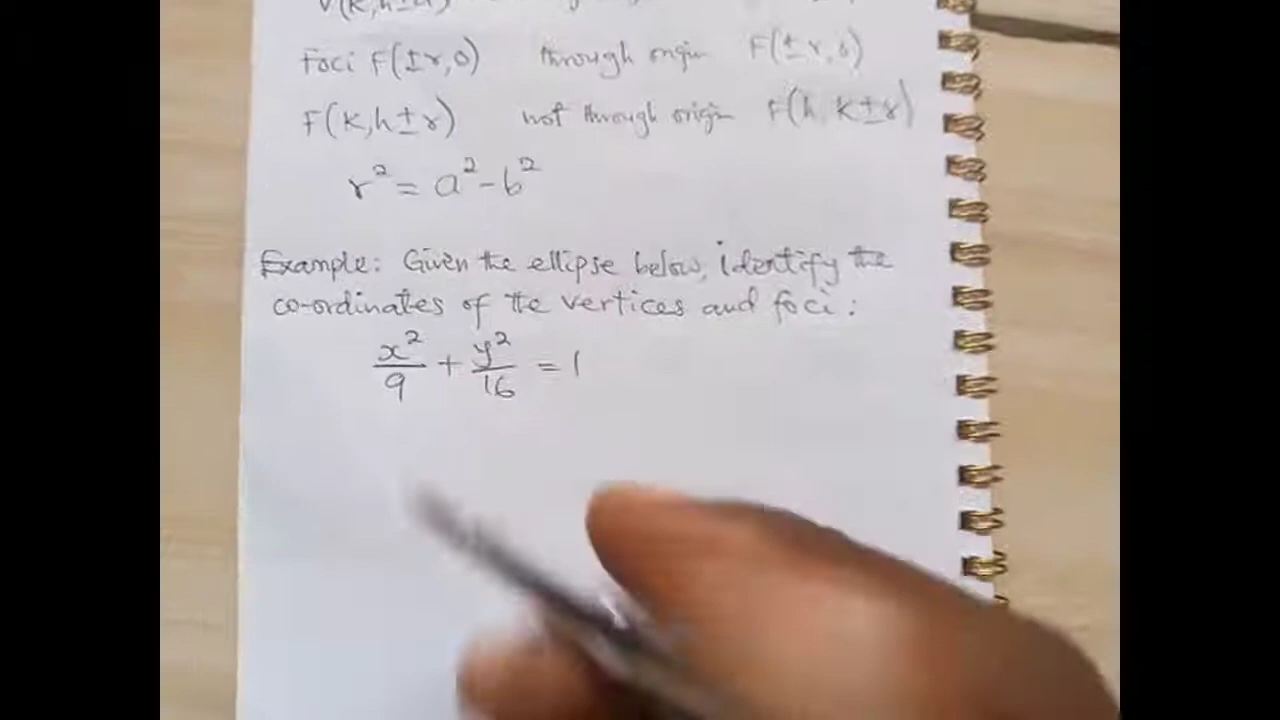 V(K,h±a)
Foci F(±r,0) through origin F(±r,0)
F(K,h±r) not through origin F(h, K±r)
r² = a² - b²
Example: Given the ellipse below, identify the
co-ordinates of the vertices and foci:
x²/9 + y²/16 = 1